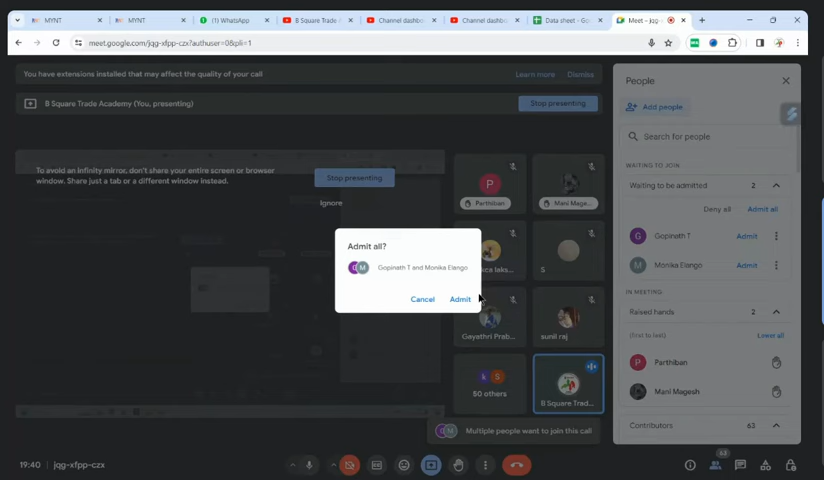 MYNT
MYNT
(1) WhatsApp
B Square Trade A
Channel dashbo
Channel dashbo
Data sheet - Go
Meet – jqg-
meet.google.com/jqg-xfpp-czx?authuser=0&pli=1
You have extensions installed that may affect the quality of your call
Learn more
Dismiss
B Square Trade Academy (You, presenting)
Stop presenting
To avoid an infinity mirror, don't share your entire screen or browser
window. Share just a tab or a different window instead.
Stop presenting
Ignore
P
Parthiban
Mani Mage...
S
Gayathri Prab...
sunil raj
k
S
50 others
B Square Trad...
Admit all?
G
M
Gopinath T and Monika Elango
Cancel
Admit
G
M
Multiple people want to join this call
People
Add people
Search for people
WAITING TO JOIN
Waiting to be admitted
2
Deny all
Admit all
G
Gopinath T
Admit
M
Monika Elango
Admit
IN MEETING
Raised hands
2
(first to last)
Lower all
P
Parthiban
Mani Magesh
Contributors
63
19:40
jqg-xfpp-czx
63